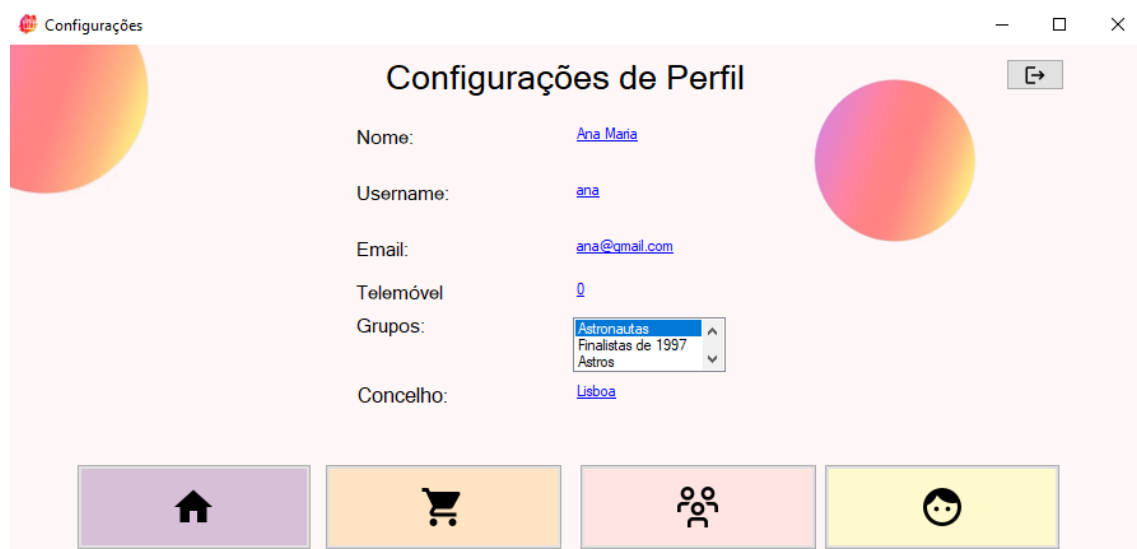 Configurações
Configurações de Perfil
Nome: Ana Maria
Username: ana
Email: ana@gmail.com
Telemóvel 0
Grupos: Astronautas
Finalistas de 1997
Astros
Concelho: Lisboa